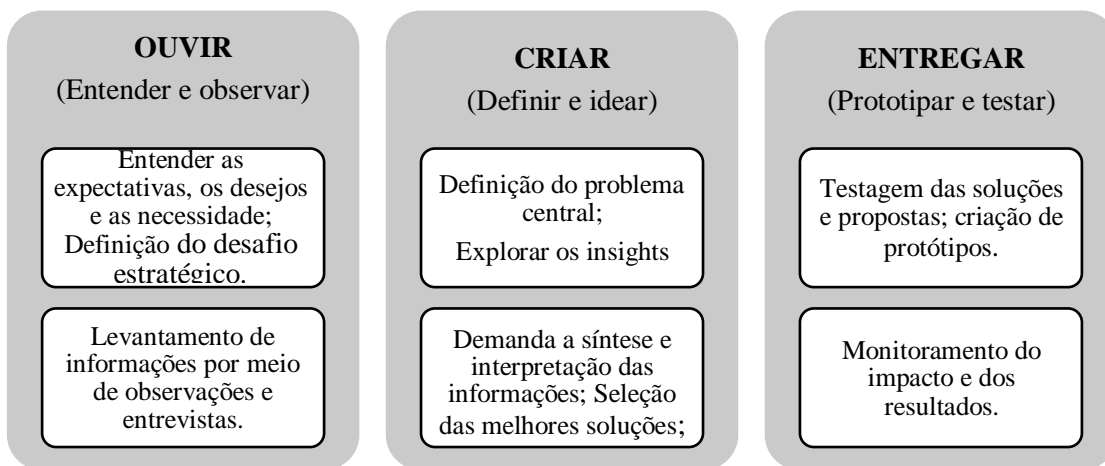 OUVIR
(Entender e observar)
Entender as
expectativas, os desejos
e as necessidade;
Definição do desafio
estratégico.
Levantamento de
informações por meio
de observações e
entrevistas.
CRIAR
(Definir e idear)
Definição do problema
central;
Explorar os insights
Demanda a síntese e
interpretação das
informações; Seleção
das melhores soluções;
ENTREGAR
(Prototipar e testar)
Testagem das soluções
e propostas; criação de
protótipos.
Monitoramento do
impacto e dos
resultados.